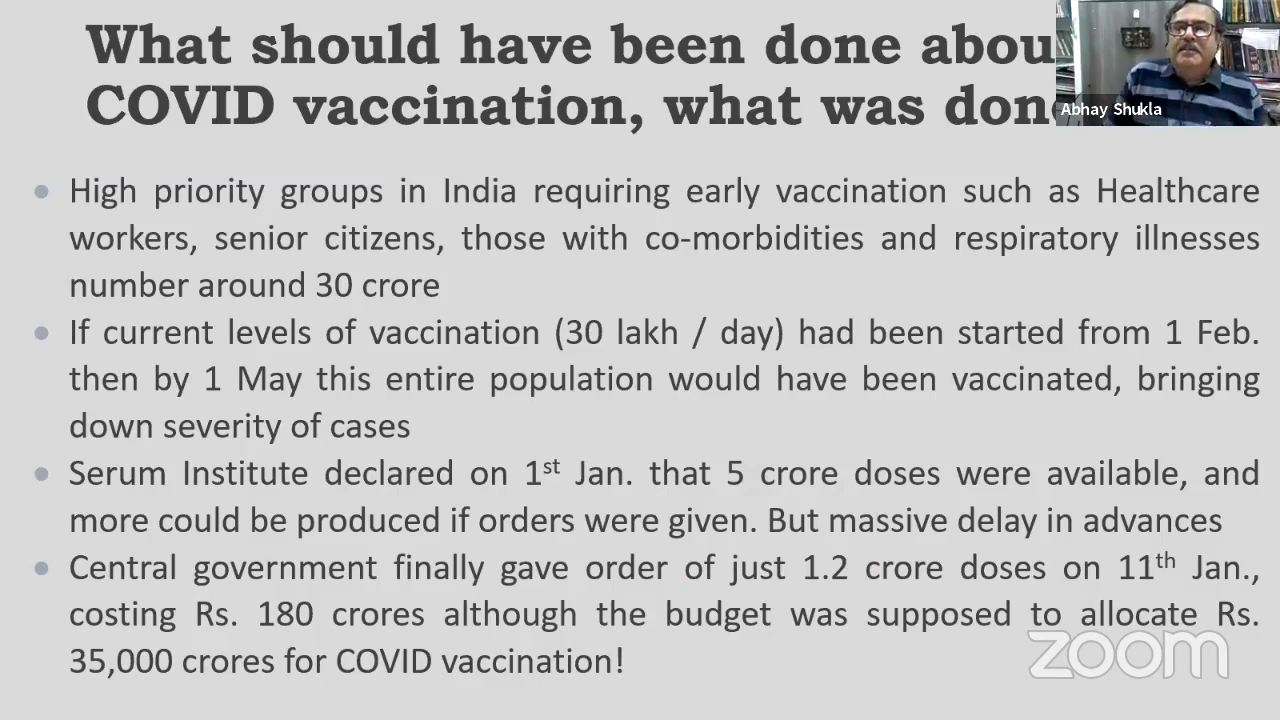 What should have been done abou
COVID vaccination, what was don
Abhay Shukla
• High priority groups in India requiring early vaccination such as Healthcare
workers, senior citizens, those with co-morbidities and respiratory illnesses
number around 30 crore
• If current levels of vaccination (30 lakh / day) had been started from 1 Feb.
then by 1 May this entire population would have been vaccinated, bringing
down severity of cases
• Serum Institute declared on 1st Jan. that 5 crore doses were available, and
more could be produced if orders were given. But massive delay in advances
• Central government finally gave order of just 1.2 crore doses on 11th Jan.,
costing Rs. 180 crores although the budget was supposed to allocate Rs.
35,000 crores for COVID vaccination!
zoom